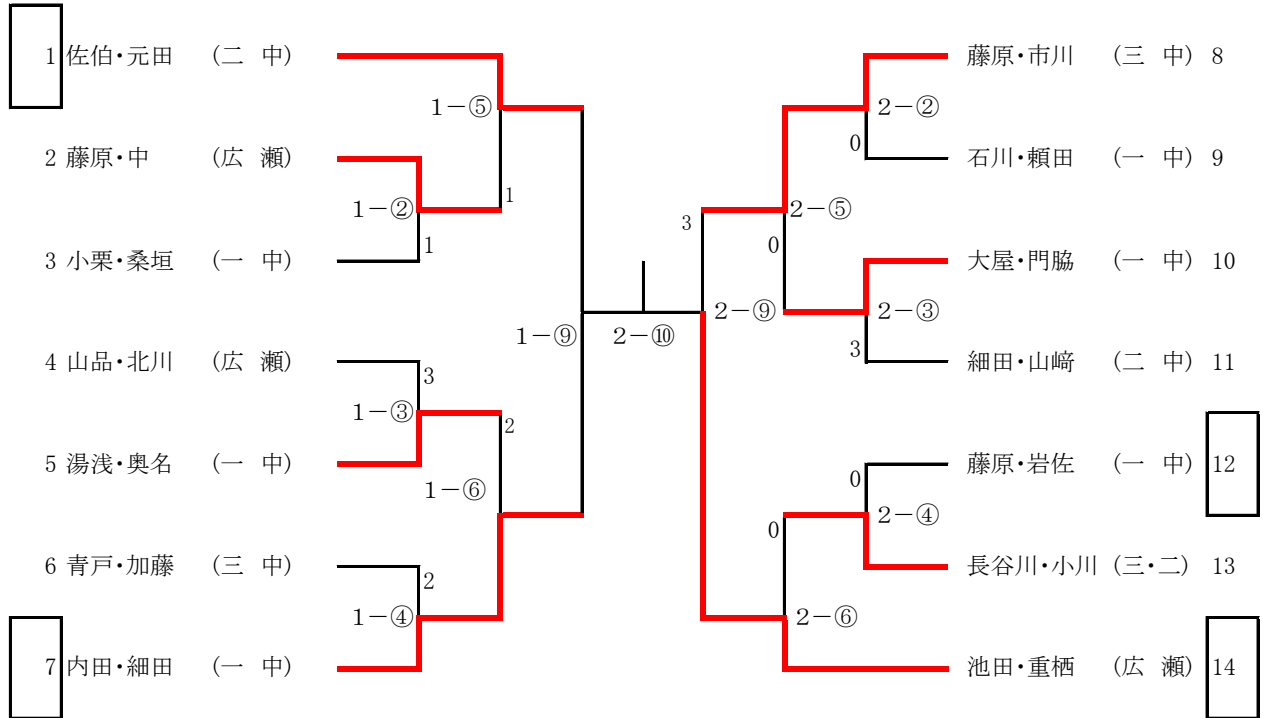 1 佐伯・元田 (二 中)
藤原・市川 (三 中) 8
1-⑤
2-②
0
2 藤原・中 (広 瀬)
石川・頼田 (一 中) 9
1
1-②
2-⑤
3
1
0
3 小栗・桑垣 (一 中)
大屋・門脇 (一 中) 10
2-⑨
2-③
1-⑨
2-⑩
3
4 山品・北川 (広 瀬)
細田・山﨑 (二 中) 11
3
1-③
2
5 湯浅・奥名 (一 中)
藤原・岩佐 (一 中) 12
0
1-⑥
2-④
0
6 青戸・加藤 (三 中)
長谷川・小川 (三・二) 13
2
1-④
2-⑥
7 内田・細田 (一 中)
池田・重栖 (広 瀬) 14